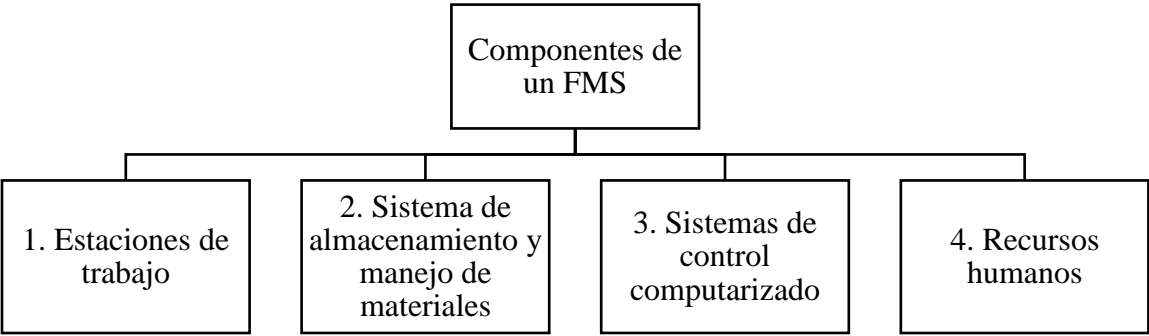 Componentes de
un FMS
1. Estaciones de
trabajo
2. Sistema de
almacenamiento y
manejo de
materiales
3. Sistemas de
control
computarizado
4. Recursos
humanos